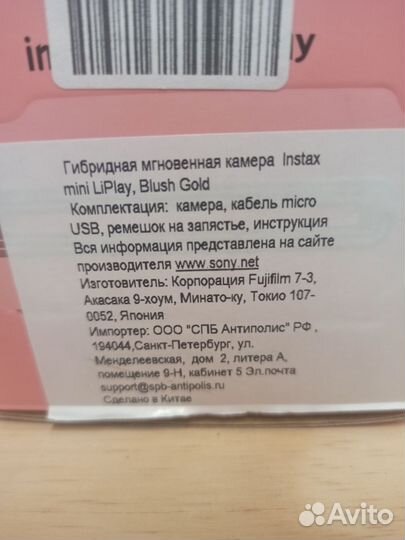 in
y
Гибридная мгновенная камера Instax
mini LiPlay, Blush Gold
Комплектация: камера, кабель micro
USB, ремешок на запястье, инструкция
Вся информация представлена на сайте
производителя www.sony.net
Изготовитель: Корпорация Fujifilm 7-3,
Акасака 9-хоум, Минато-ку, Токио 107-
0052, Япония
Импортер: ООО "СПБ Антиполис" РФ ,
194044,Санкт-Петербург, ул.
Менделеевская, дом 2, литера А,
помещение 9-Н, кабинет 5 Эл.почта
support@spb-antipolis.ru
Сделано в Китае
Avito